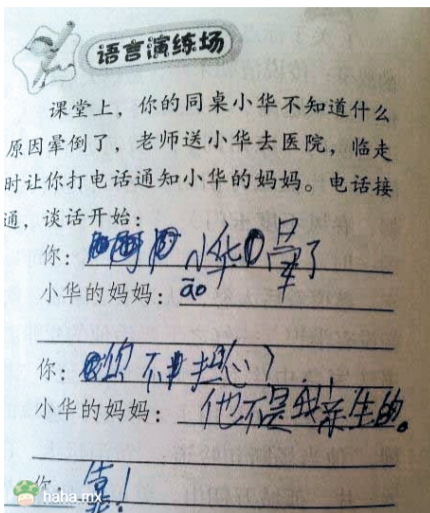 语言演练场
课堂上，你的同桌小华不知道什么
原因晕倒了，老师送小华去医院，临走
时让你打电话通知小华的妈妈。电话接
通，谈话开始：
你：小华晕了
小华的妈妈：āo
你：你不担心
小华的妈妈：他不是我亲生的。
你：靠！
haha.mx